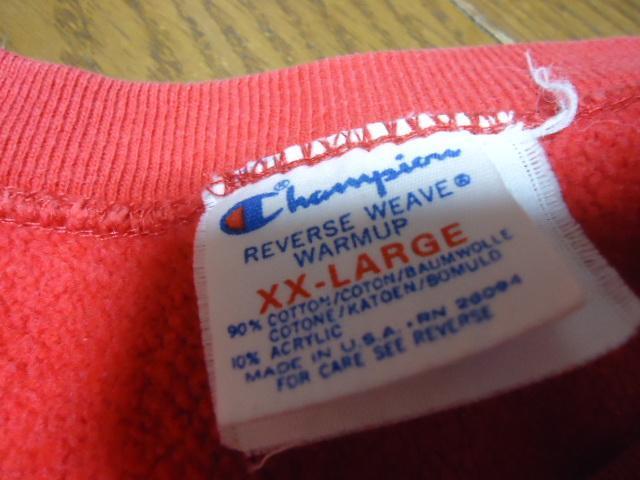 Champion®
REVERSE WEAVE®
WARMUP
XX-LARGE
90% COTTON/COTON/BAUMWOLLE
COTONE/KATOEN/BOMULD
10% ACRYLIC
MADE IN U.S.A. • RN 26094
FOR CARE SEE REVERSE